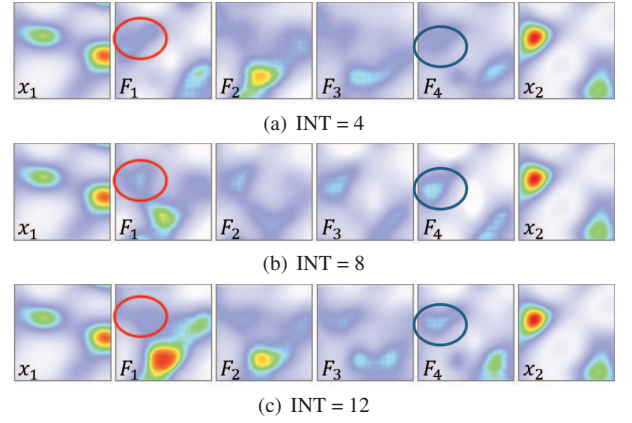 x₁ F₁ F₂ F₃ F₄ x₂
(a) INT = 4
x₁ F₁ F₂ F₃ F₄ x₂
(b) INT = 8
x₁ F₁ F₂ F₃ F₄ x₂
(c) INT = 12